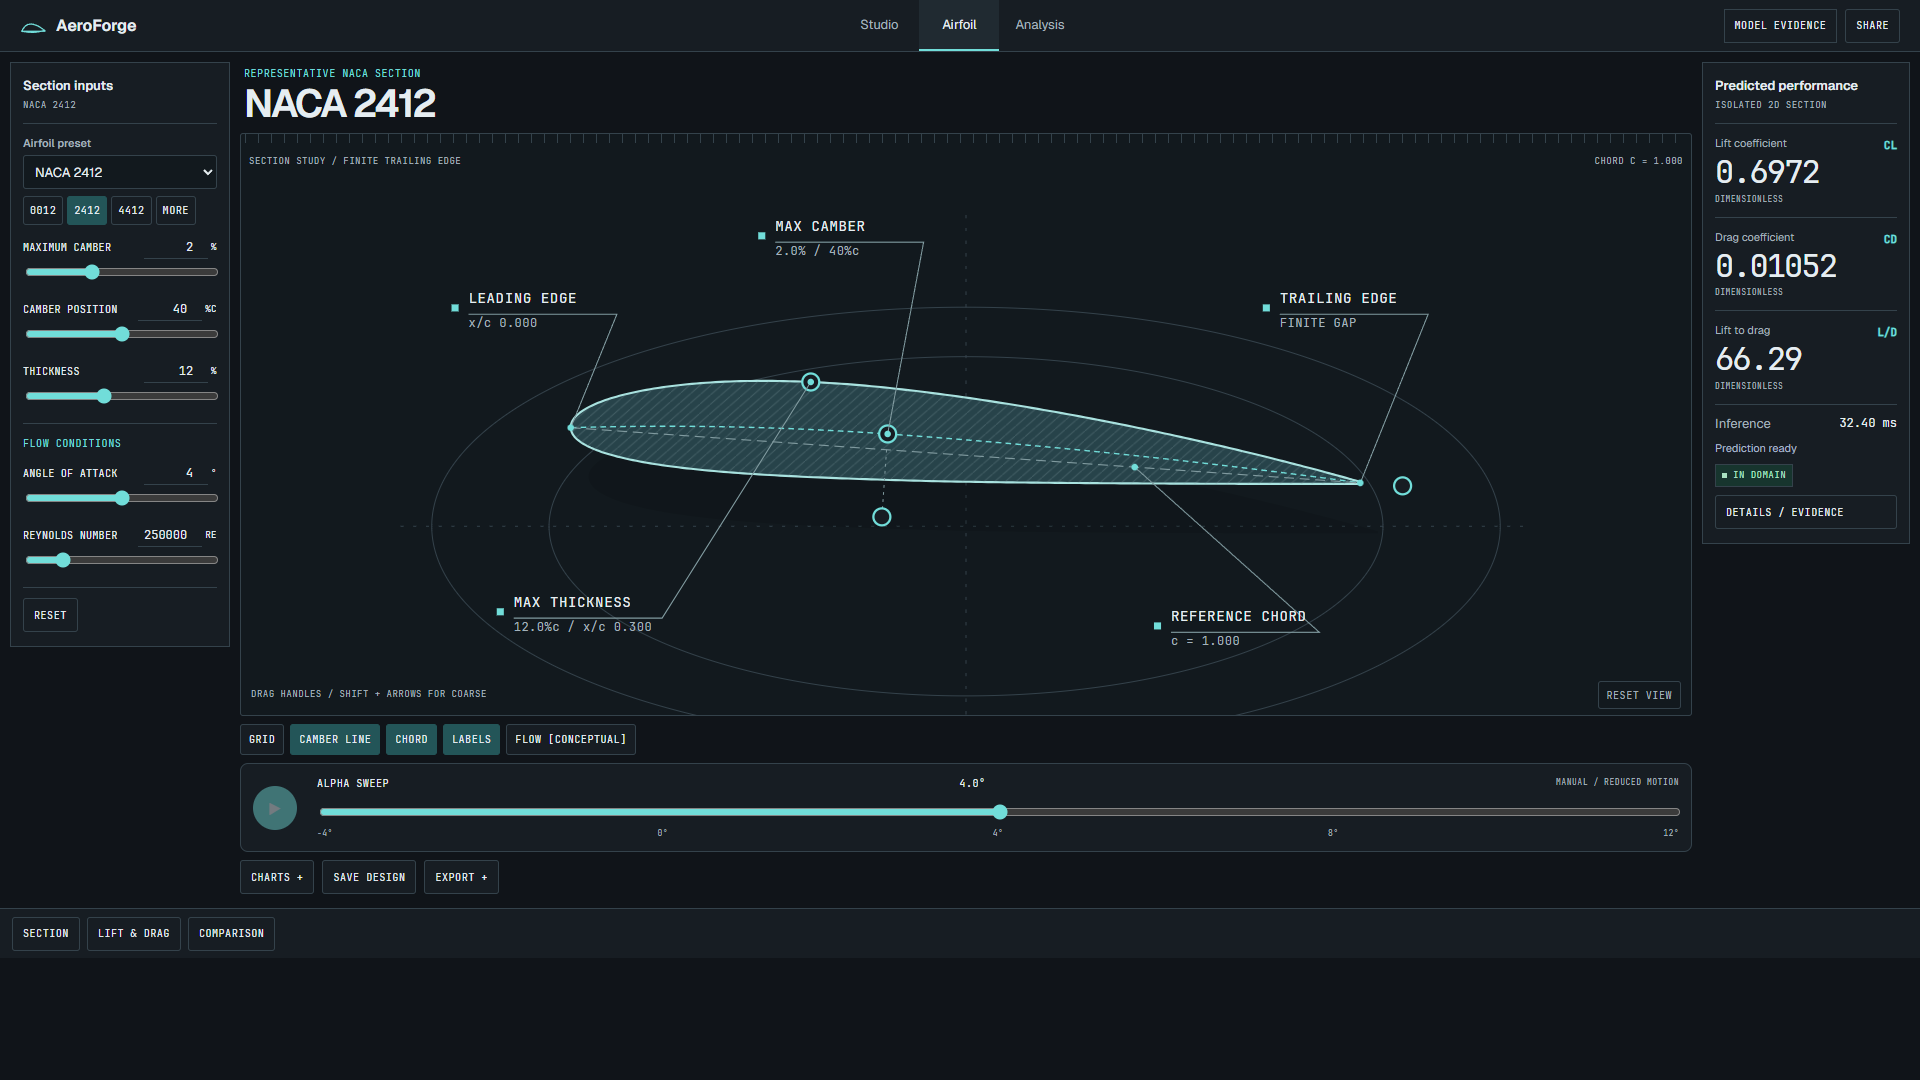 AeroForge
Studio
Airfoil
Analysis
MODEL EVIDENCE
SHARE
Section inputs
NACA 2412
Airfoil preset
NACA 2412
0012
2412
4412
MORE
MAXIMUM CAMBER 2 %
CAMBER POSITION 40 %C
THICKNESS 12 %
FLOW CONDITIONS
ANGLE OF ATTACK 4 °
REYNOLDS NUMBER 250000 RE
RESET
REPRESENTATIVE NACA SECTION
NACA 2412
SECTION STUDY / FINITE TRAILING EDGE
CHORD C = 1.000
MAX CAMBER
2.0% / 40%c
LEADING EDGE
x/c 0.000
TRAILING EDGE
FINITE GAP
MAX THICKNESS
12.0%c / x/c 0.300
REFERENCE CHORD
c = 1.000
DRAG HANDLES / SHIFT + ARROWS FOR COARSE
RESET VIEW
GRID
CAMBER LINE
CHORD
LABELS
FLOW [CONCEPTUAL]
ALPHA SWEEP
4.0°
MANUAL / REDUCED MOTION
-4°
0°
4°
8°
12°
CHARTS +
SAVE DESIGN
EXPORT +
Predicted performance
ISOLATED 2D SECTION
Lift coefficient CL
0.6972
DIMENSIONLESS
Drag coefficient CD
0.01052
DIMENSIONLESS
Lift to drag L/D
66.29
DIMENSIONLESS
Inference 32.40 ms
Prediction ready
IN DOMAIN
DETAILS / EVIDENCE
SECTION
LIFT & DRAG
COMPARISON